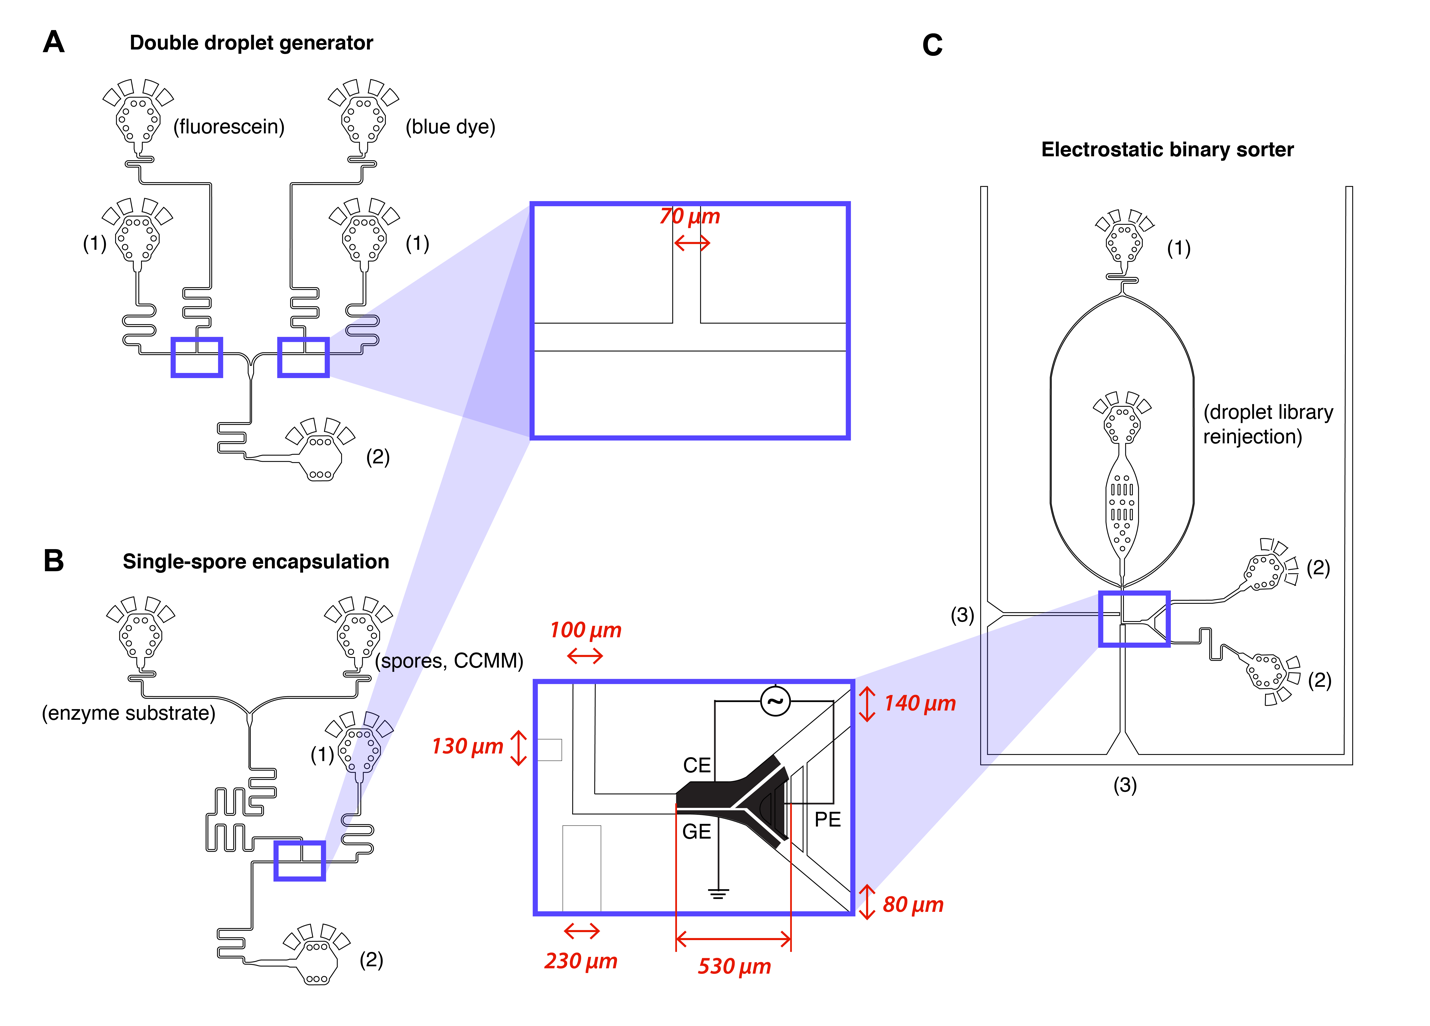 A
Double droplet generator
(fluorescein)
(blue dye)
(1)
(1)
(2)
70 µm
B
Single-spore encapsulation
(spores, CCMM)
(enzyme substrate)
(1)
(2)
100 µm
130 µm
140 µm
~
CE
GE
PE
80 µm
230 µm
530 µm
C
Electrostatic binary sorter
(1)
(droplet library
reinjection)
(2)
(3)
(2)
(3)